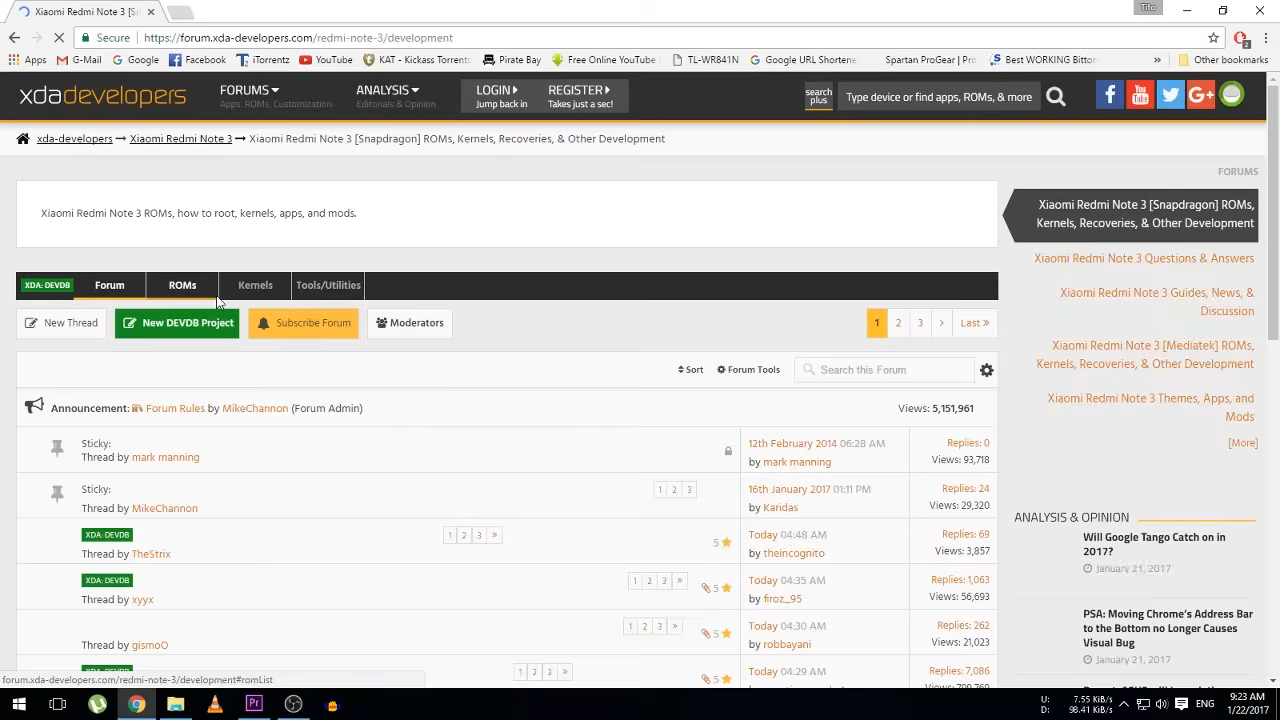 Xiaomi Redmi Note 3 [Sn
Tito
Secure https://forum.xda-developers.com/redmi-note-3/development
Apps G-Mail Google Facebook iTorrentz YouTube KAT - Kickass Torrents Pirate Bay Free Online YouTube TL-WR841N Google URL Shortene Spartan ProGear | Pro Best WORKING Bittor » Other bookmarks
xdadevelopers
FORUMS
Apps, ROMs, Customization
ANALYSIS
Editorials & Opinion
LOGIN
Jump back in
REGISTER
Takes just a sec!
search plus
Type device or find apps, ROMs, & more
xda-developers → Xiaomi Redmi Note 3 → Xiaomi Redmi Note 3 [Snapdragon] ROMs, Kernels, Recoveries, & Other Development
Xiaomi Redmi Note 3 ROMs, how to root, kernels, apps, and mods.
XDA: DEVDB Forum ROMs Kernels Tools/Utilities
New Thread New DEVDB Project Subscribe Forum Moderators 1 2 3 > Last »
Sort Forum Tools Search this Forum
Announcement: Forum Rules by MikeChannon (Forum Admin) Views: 5,151,961
Sticky:
Thread by mark manning
12th February 2014 06:28 AM
by mark manning
Replies: 0
Views: 93,718
Sticky:
Thread by MikeChannon
1 2 3
16th January 2017 01:11 PM
by Karidas
Replies: 24
Views: 29,320
XDA: DEVDB
Thread by TheStrix
1 2 3 »
5
Today 04:48 AM
by theincognito
Replies: 69
Views: 3,857
XDA: DEVDB
Thread by xyyx
1 2 3 »
5
Today 04:35 AM
by firoz_95
Replies: 1,063
Views: 56,693
Thread by gismoO
1 2 3 »
5
Today 04:30 AM
by robbayani
Replies: 262
Views: 21,023
XDA: DEVDB
1 2 3 »
5
Today 04:29 AM
Replies: 7,086
FORUMS
Xiaomi Redmi Note 3 [Snapdragon] ROMs,
Kernels, Recoveries, & Other Development
Xiaomi Redmi Note 3 Questions & Answers
Xiaomi Redmi Note 3 Guides, News, &
Discussion
Xiaomi Redmi Note 3 [Mediatek] ROMs,
Kernels, Recoveries, & Other Development
Xiaomi Redmi Note 3 Themes, Apps, and
Mods
[More]
ANALYSIS & OPINION
Will Google Tango Catch on in
2017?
January 21, 2017
PSA: Moving Chrome's Address Bar
to the Bottom no Longer Causes
Visual Bug
January 21, 2017
forum.xda-developers.com/redmi-note-3/development#romList
U: 7.55 KiB/s
D: 98.41 KiB/s
ENG
9:23 AM
1/22/2017